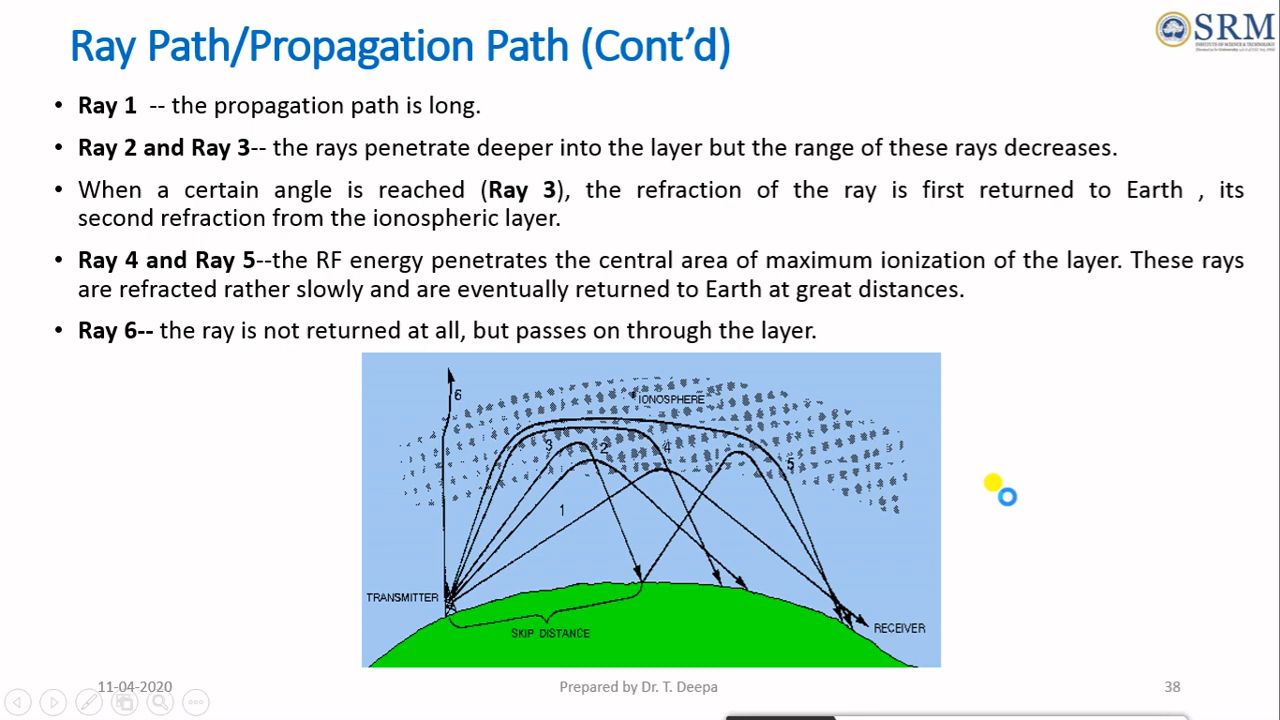 Ray Path/Propagation Path (Cont’d)
SRM
INSTITUTE OF SCIENCE & TECHNOLOGY
• Ray 1 -- the propagation path is long.
• Ray 2 and Ray 3-- the rays penetrate deeper into the layer but the range of these rays decreases.
• When a certain angle is reached (Ray 3), the refraction of the ray is first returned to Earth , its
second refraction from the ionospheric layer.
• Ray 4 and Ray 5--the RF energy penetrates the central area of maximum ionization of the layer. These rays
are refracted rather slowly and are eventually returned to Earth at great distances.
• Ray 6-- the ray is not returned at all, but passes on through the layer.
6
IONOSPHERE
3
2
4
5
1
TRANSMITTER
SKIP DISTANCE
RECEIVER
11-04-2020
Prepared by Dr. T. Deepa
38